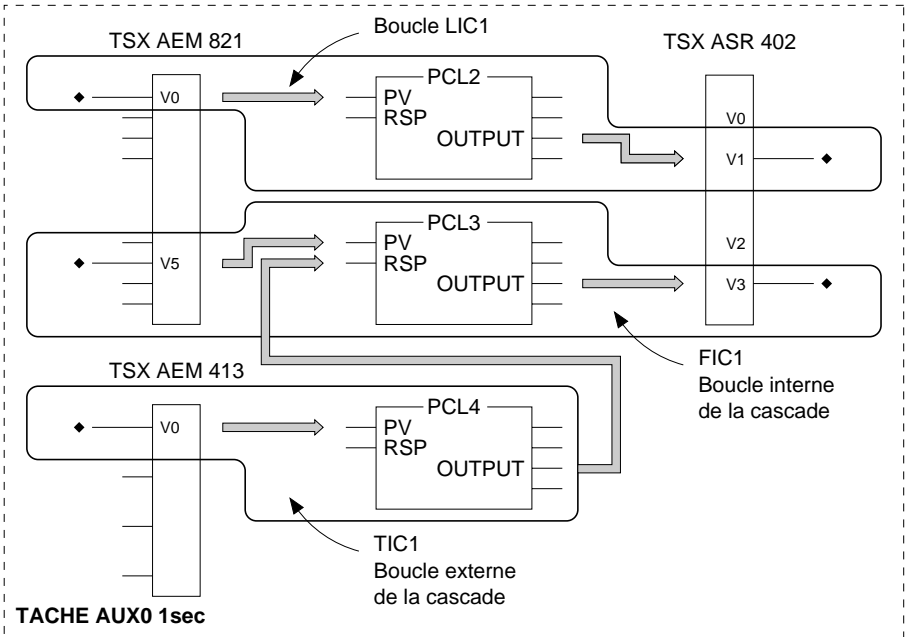 Boucle LIC1
TSX AEM 821
TSX ASR 402
V0
PCL2
PV
RSP
OUTPUT
V0
V1
V5
PCL3
PV
RSP
OUTPUT
V2
V3
FIC1
Boucle interne
de la cascade
TSX AEM 413
V0
PCL4
PV
RSP
OUTPUT
TIC1
Boucle externe
de la cascade
TACHE AUX0 1sec